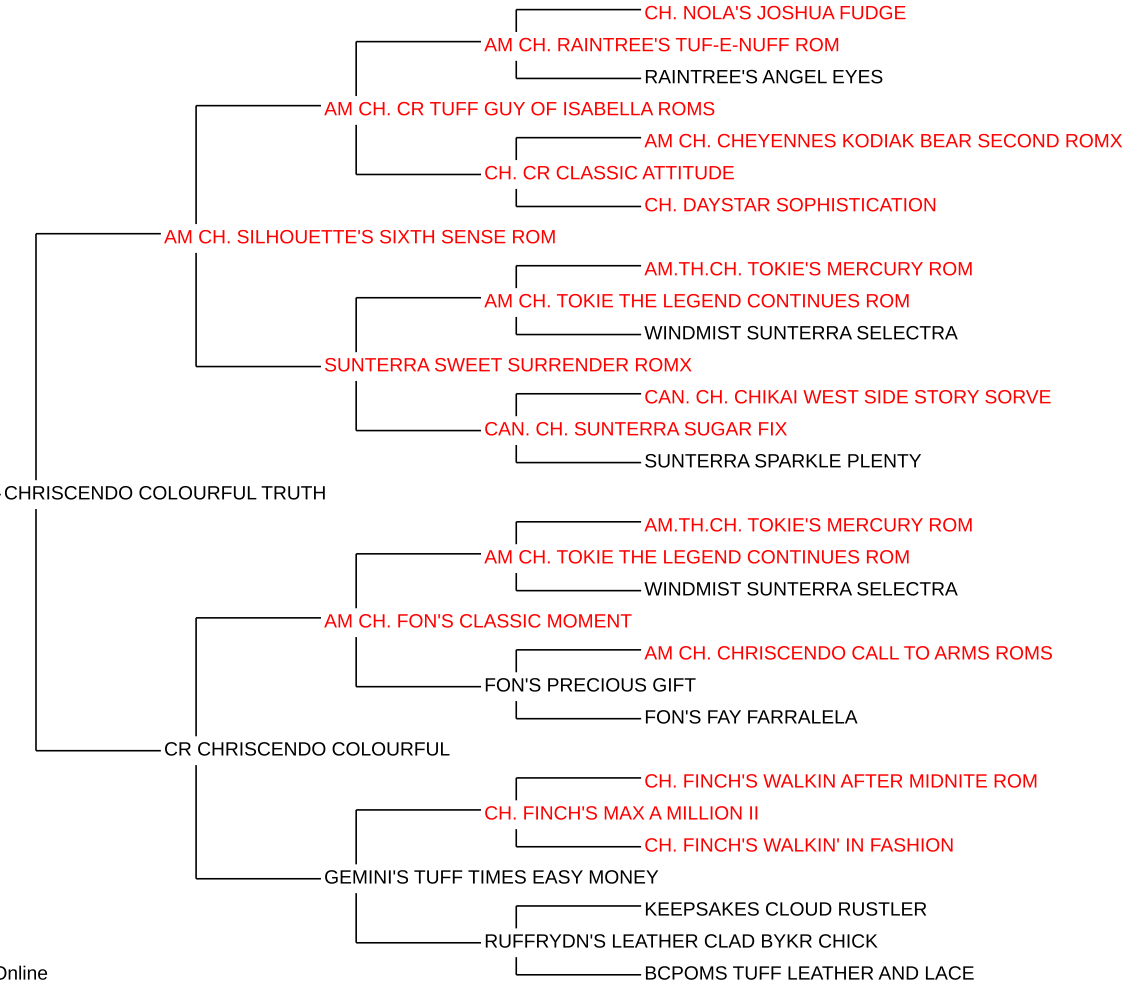 CH. NOLA'S JOSHUA FUDGE
AM CH. RAINTREE'S TUF-E-NUFF ROM
RAINTREE'S ANGEL EYES
AM CH. CR TUFF GUY OF ISABELLA ROMS
AM CH. CHEYENNES KODIAK BEAR SECOND ROMX
CH. CR CLASSIC ATTITUDE
CH. DAYSTAR SOPHISTICATION
AM CH. SILHOUETTE'S SIXTH SENSE ROM
AM.TH.CH. TOKIE'S MERCURY ROM
AM CH. TOKIE THE LEGEND CONTINUES ROM
WINDMIST SUNTERRA SELECTRA
SUNTERRA SWEET SURRENDER ROMX
CAN. CH. CHIKAI WEST SIDE STORY SORVE
CAN. CH. SUNTERRA SUGAR FIX
SUNTERRA SPARKLE PLENTY
CHRISCENDO COLOURFUL TRUTH
AM.TH.CH. TOKIE'S MERCURY ROM
AM CH. TOKIE THE LEGEND CONTINUES ROM
WINDMIST SUNTERRA SELECTRA
AM CH. FON'S CLASSIC MOMENT
AM CH. CHRISCENDO CALL TO ARMS ROMS
FON'S PRECIOUS GIFT
FON'S FAY FARRALELA
CR CHRISCENDO COLOURFUL
CH. FINCH'S WALKIN AFTER MIDNITE ROM
CH. FINCH'S MAX A MILLION II
CH. FINCH'S WALKIN' IN FASHION
GEMINI'S TUFF TIMES EASY MONEY
KEEPSAKES CLOUD RUSTLER
RUFFRYDN'S LEATHER CLAD BYKR CHICK
BCPOMS TUFF LEATHER AND LACE
Online